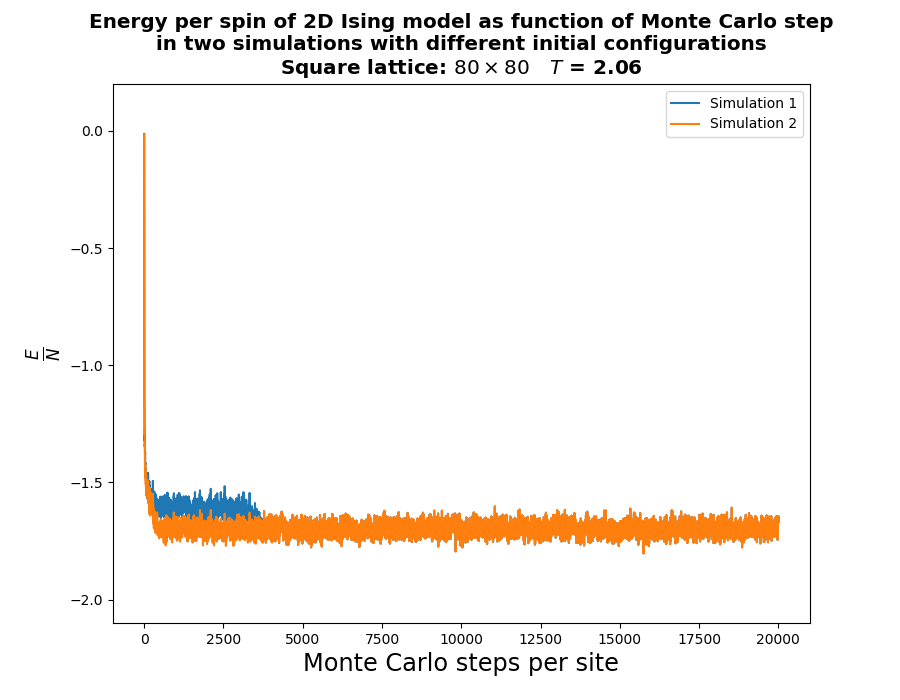 Energy per spin of 2D Ising model as function of Monte Carlo step
in two simulations with different initial configurations
Square lattice: 80 × 80 T = 2.06
Simulation 1
Simulation 2
0.0
−0.5
−1.0
−1.5
−2.0
E
N
0 2500 5000 7500 10000 12500 15000 17500 20000
Monte Carlo steps per site